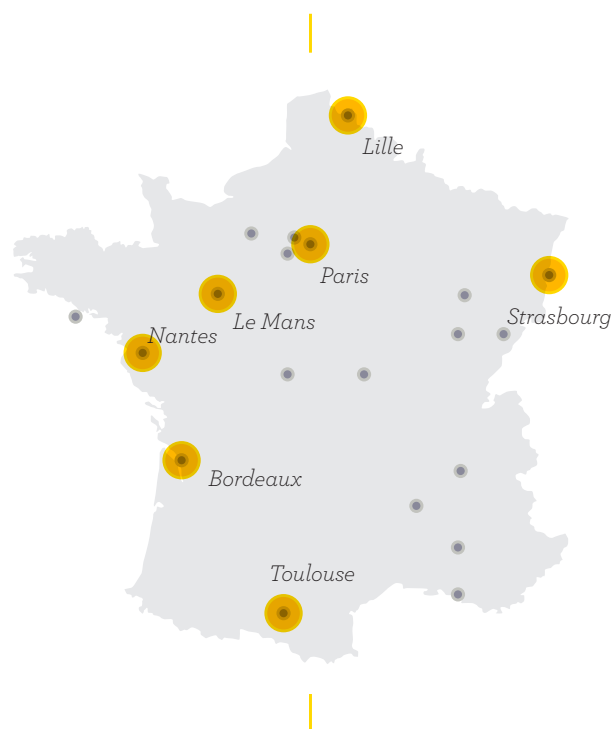 Lille
Paris
Strasbourg
Le Mans
Nantes
Bordeaux
Toulouse